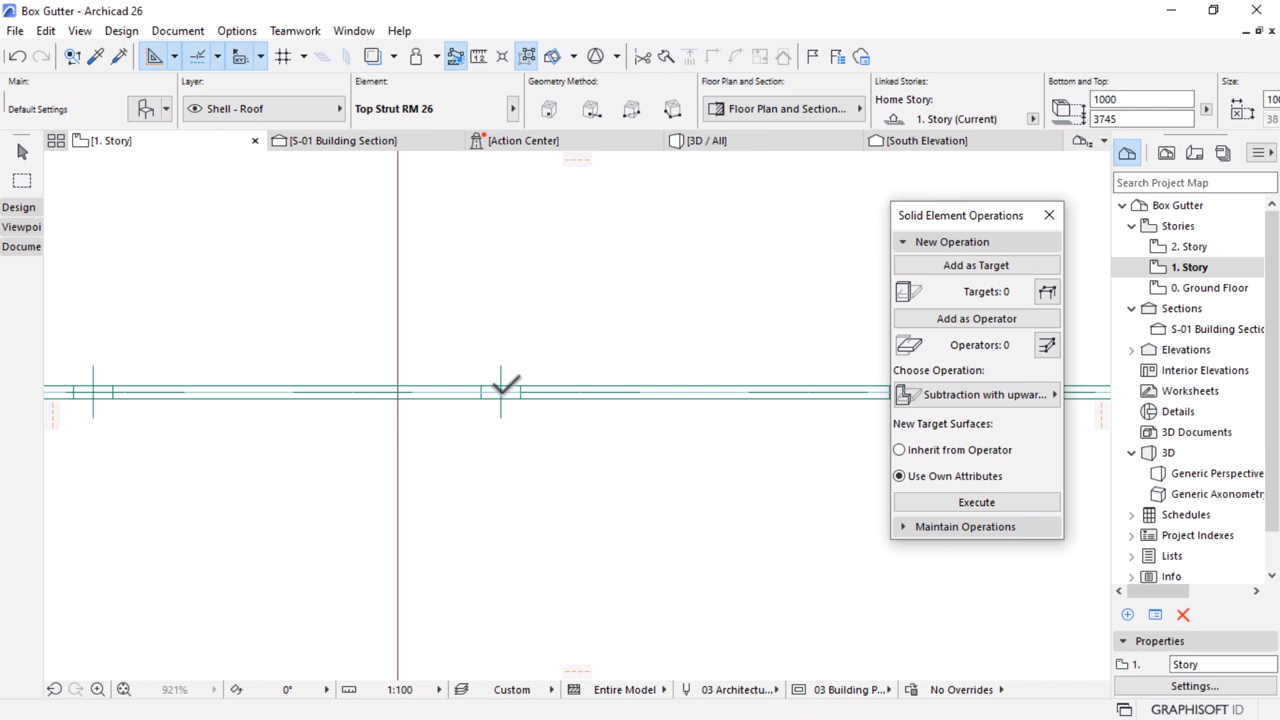 Box Gutter - Archicad 26
File Edit View Design Document Options Teamwork Window Help
Main: Layer: Element: Geometry Method: Floor Plan and Section: Linked Stories: Bottom and Top: Size:
Default Settings Shell - Roof Top Strut RM 26 Floor Plan and Section... Home Story: 1. Story (Current) 1000 3745
[1. Story] [S-01 Building Section] [Action Center] [3D / All] [South Elevation]
Design
Viewpoi
Docume
Solid Element Operations
New Operation
Add as Target
Targets: 0
Add as Operator
Operators: 0
Choose Operation:
Subtraction with upwar...
New Target Surfaces:
Inherit from Operator
Use Own Attributes
Execute
Maintain Operations
Search Project Map
Box Gutter
Stories
2. Story
1. Story
0. Ground Floor
Sections
S-01 Building Sectio
Elevations
Interior Elevations
Worksheets
Details
3D Documents
3D
Generic Perspective
Generic Axonometr
Schedules
Project Indexes
Lists
Info
Properties
1. Story
Settings...
921% 0° 1:100 Custom Entire Model 03 Architectu... 03 Building P... No Overrides
GRAPHISOFT ID